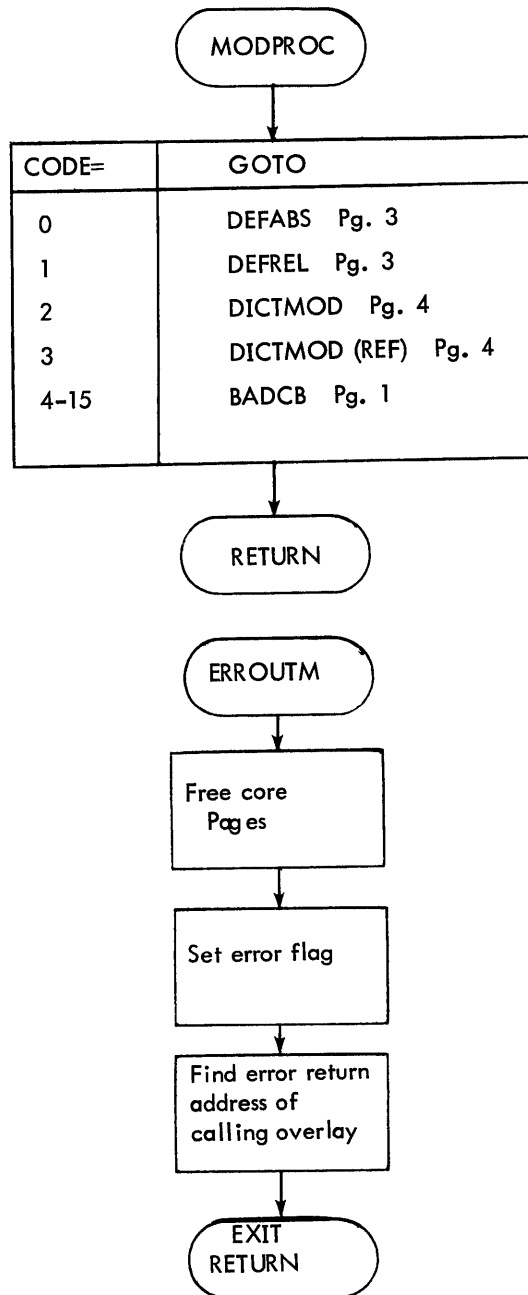 MODPROC
CODE= GOTO
0 DEFABS Pg. 3
1 DEFREL Pg. 3
2 DICTMOD Pg. 4
3 DICTMOD (REF) Pg. 4
4-15 BADCB Pg. 1
RETURN
ERROUTM
Free core
Pages
Set error flag
Find error return
address of
calling overlay
EXIT
RETURN